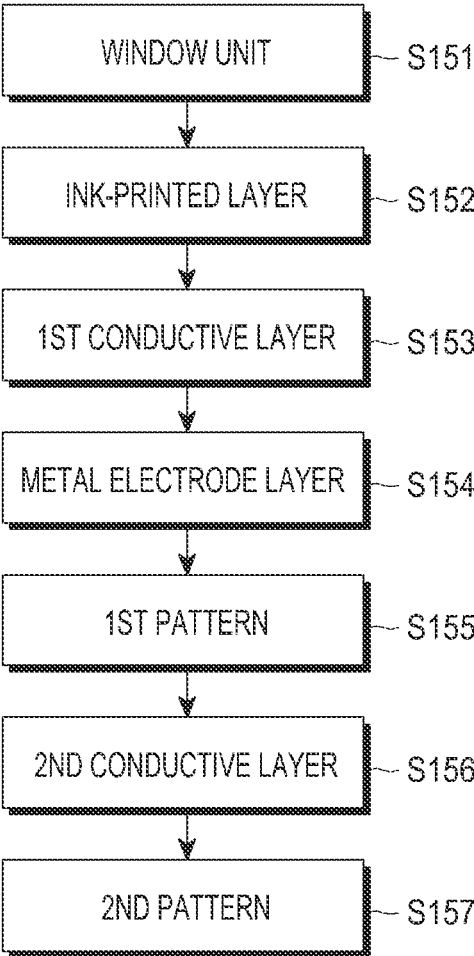 WINDOW UNIT
S151
INK-PRINTED LAYER
S152
1ST CONDUCTIVE LAYER
S153
METAL ELECTRODE LAYER
S154
1ST PATTERN
S155
2ND CONDUCTIVE LAYER
S156
2ND PATTERN
S157